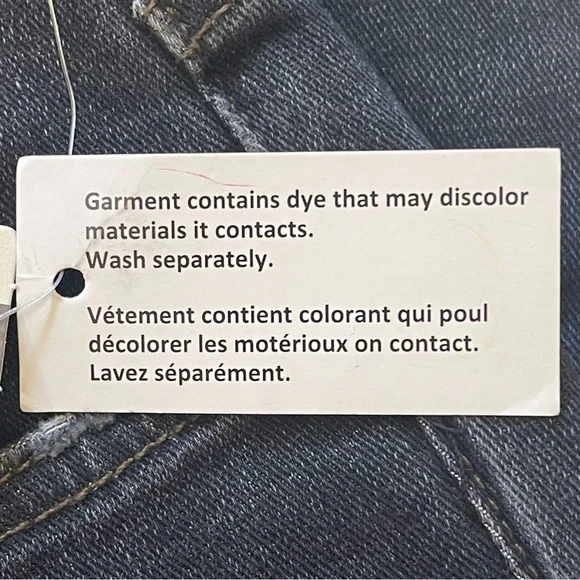 Garment contains dye that may discolor
materials it contacts.
Wash separately.
Vétement contient colorant qui poul
décolorer les motérioux on contact.
Lavez séparément.